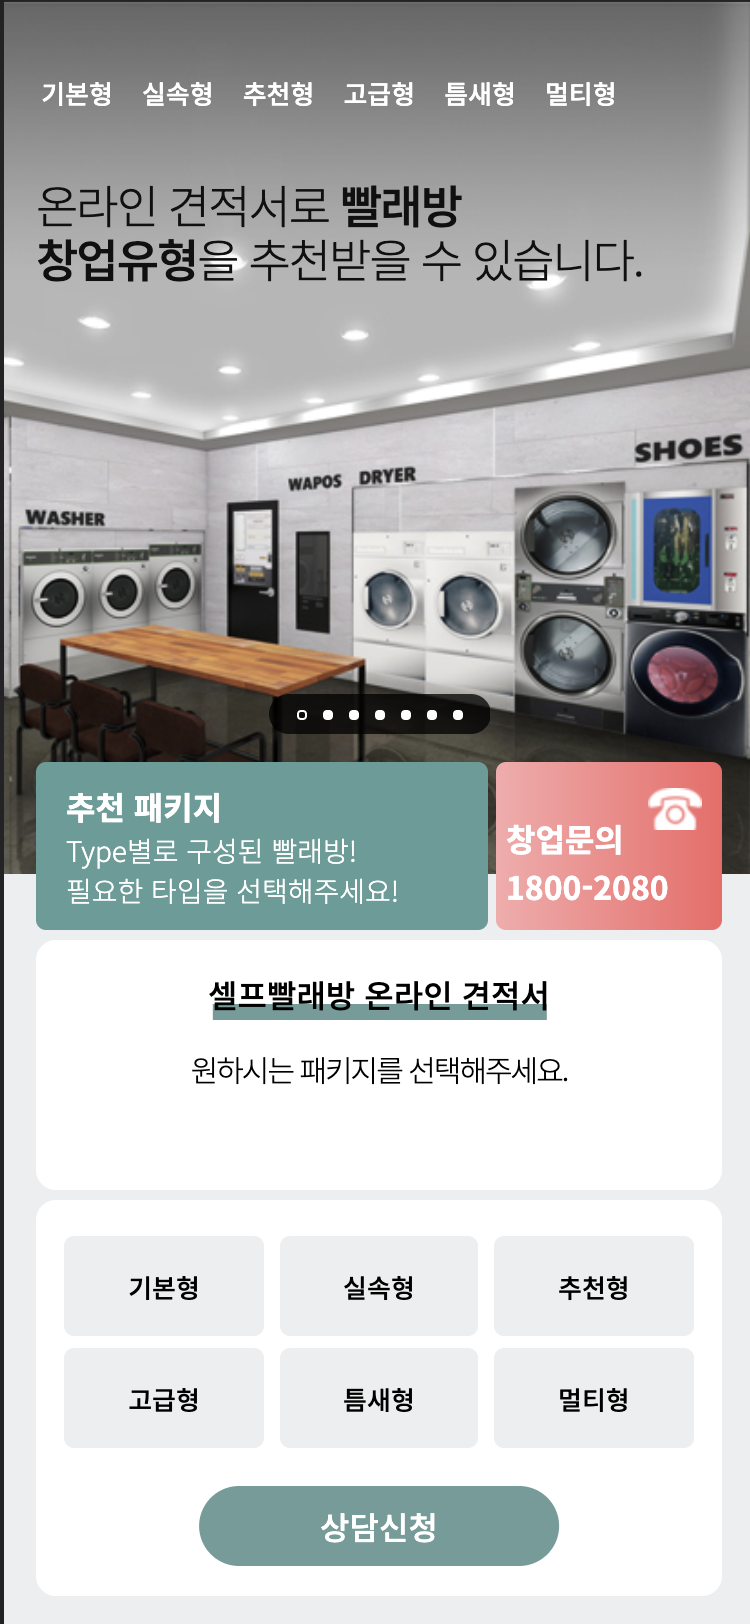 기본형 실속형 추천형 고급형 틈새형 멀티형
온라인 견적서로 빨래방
창업유형을 추천받을 수 있습니다.
SHOES
WAPOS DRYER
WASHER
추천 패키지
Type별로 구성된 빨래방!
필요한 타입을 선택해주세요!
창업문의
1800-2080
셀프빨래방 온라인 견적서
원하시는 패키지를 선택해주세요.
기본형 실속형 추천형
고급형 틈새형 멀티형
상담신청